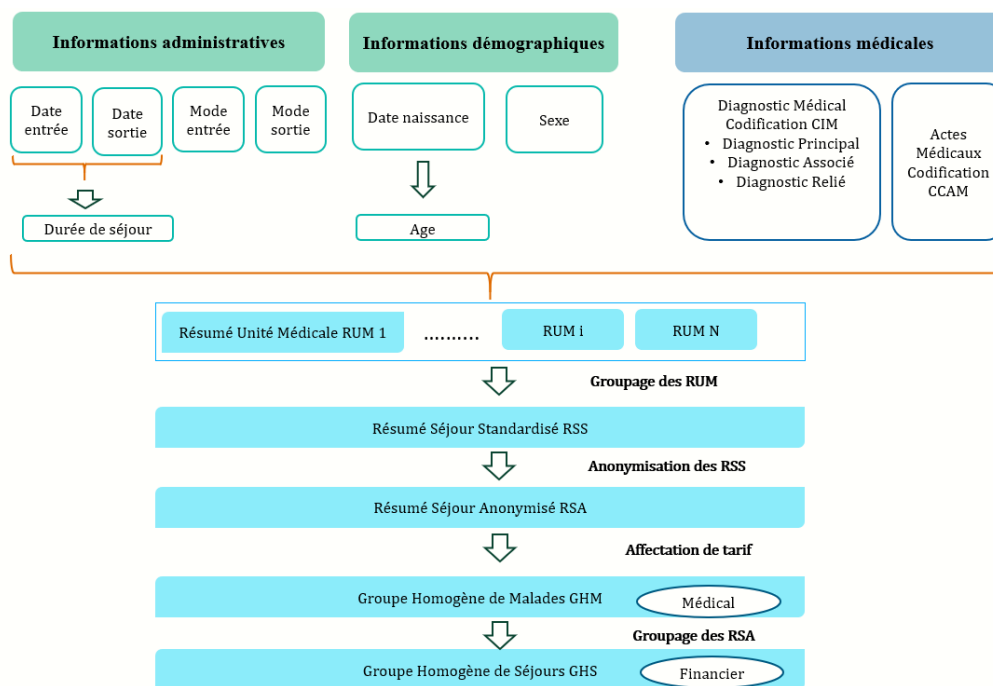 Informations administratives
Informations démographiques
Informations médicales
Date
entrée
Date
sortie
Mode
entrée
Mode
sortie
Date naissance
Sexe
Diagnostic Médical
Codification CIM
• Diagnostic Principal
• Diagnostic Associé
• Diagnostic Relié
Actes
Médicaux
Codification
CCAM
Durée de séjour
Age
Résumé Unité Médicale RUM 1
..........
RUM i
RUM N
Groupage des RUM
Résumé Séjour Standardisé RSS
Anonymisation des RSS
Résumé Séjour Anonymisé RSA
Affectation de tarif
Groupe Homogène de Malades GHM
Médical
Groupage des RSA
Groupe Homogène de Séjours GHS
Financier